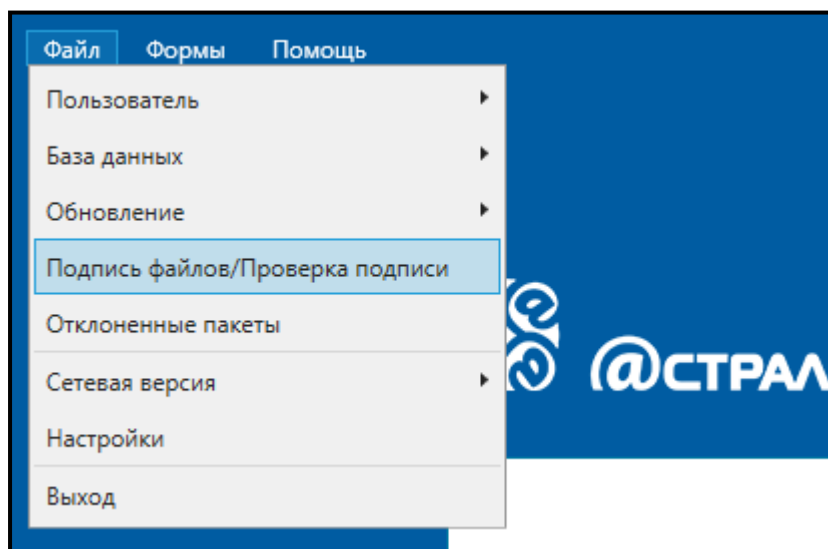 Файл Формы Помощь
Пользователь
База данных
Обновление
Подпись файлов/Проверка подписи
Отклоненные пакеты
@СТРАЛ
Сетевая версия
Настройки
Выход